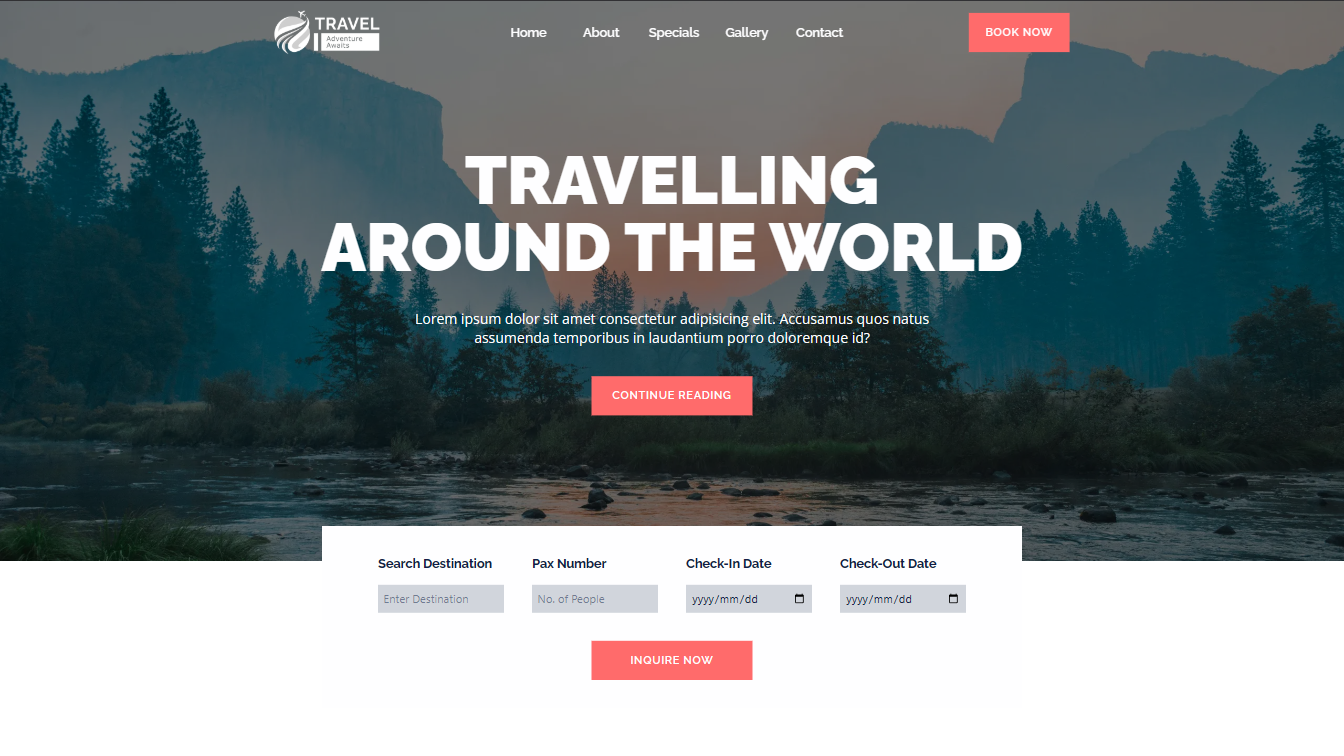 TRAVEL
Adventure
Awaits
Home About Specials Gallery Contact
BOOK NOW
TRAVELLING
AROUND THE WORLD
Lorem ipsum dolor sit amet consectetur adipisicing elit. Accusamus quos natus
assumenda temporibus in laudantium porro doloremque id?
CONTINUE READING
Search Destination Pax Number Check-In Date Check-Out Date
Enter Destination No. of People yyyy/mm/dd yyyy/mm/dd
INQUIRE NOW